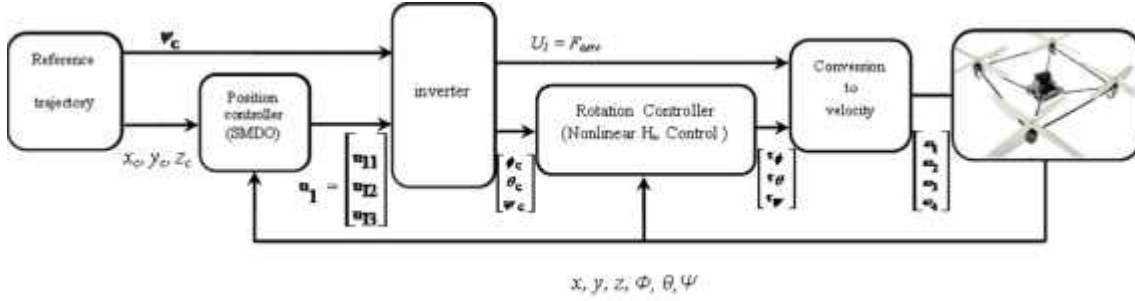 Reference
trajectory
Ψc
xc, yc, zc
Position
controller
(SMDO)
u1 = [u11 u12 u13]
inverter
U1 = Faero
[ϕc θc ψc]
Rotation Controller
(Nonlinear H∞ Control )
[τϕ τθ τψ]
Conversion
to
velocity
[ω1 ω2 ω3 ω4]
x, y, z, Φ, θ,Ψ